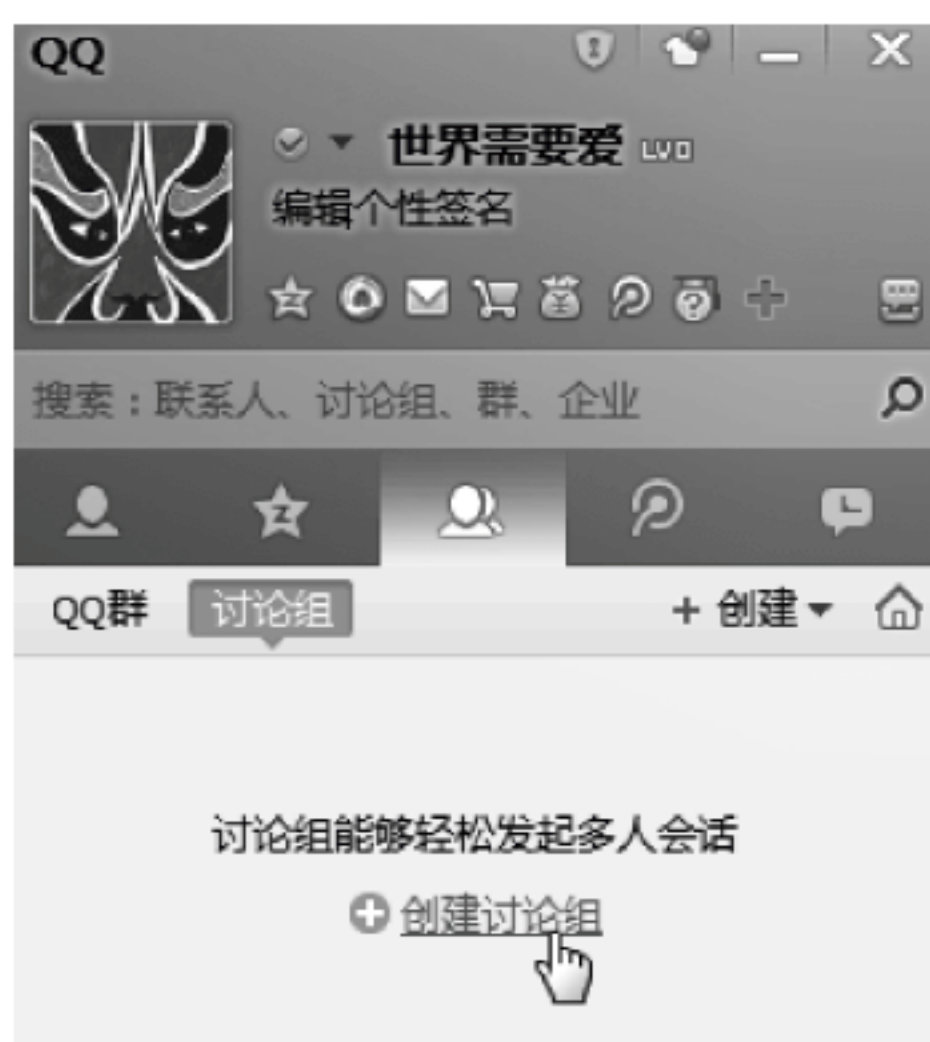 QQ
世界需要爱 LV0
编辑个性签名
搜索：联系人、讨论组、群、企业
QQ群 讨论组 + 创建
讨论组能够轻松发起多人会话
创建讨论组